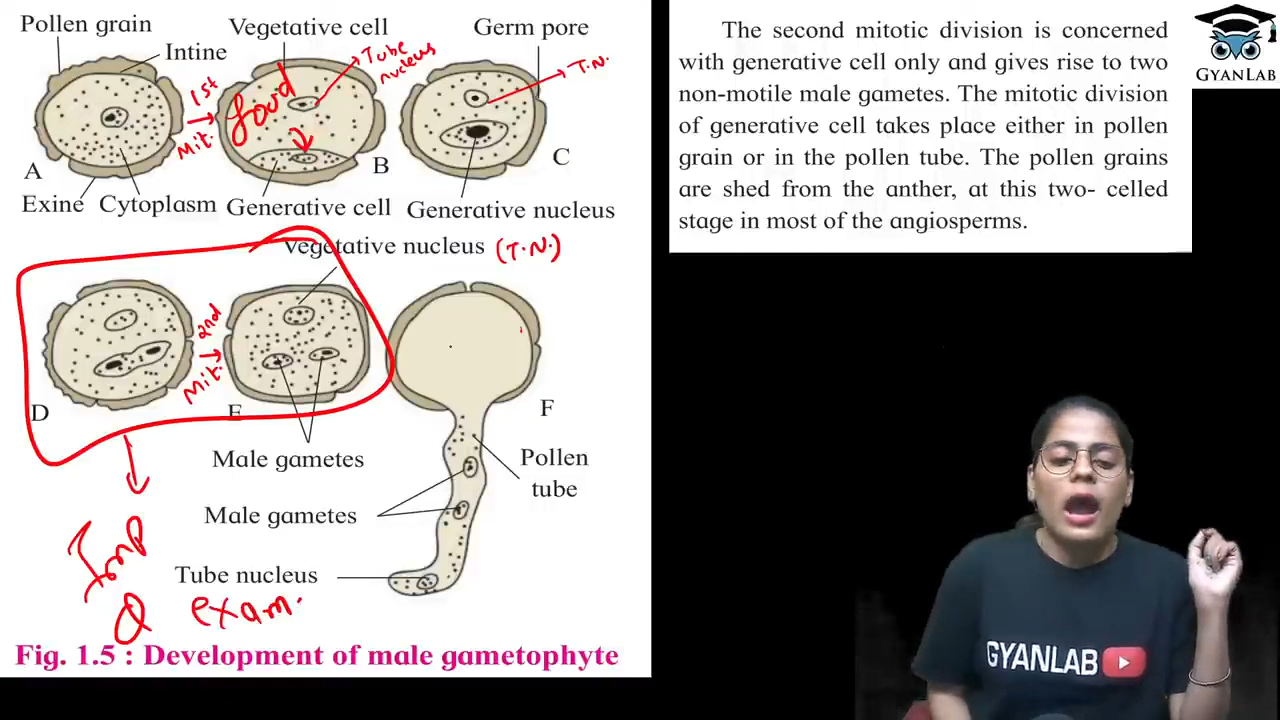 Pollen grain
Vegetative cell
Germ pore
Intine
Tube
nucleus
T.N.
1st
Mit.
food
A
B
C
Exine Cytoplasm Generative cell Generative nucleus
Vegetative nucleus (T.N.)
2nd
Mit.
D
E
F
Male gametes
Pollen
tube
Male gametes
Tube nucleus
Imp
Q exam.
Fig. 1.5 : Development of male gametophyte
The second mitotic division is concerned
with generative cell only and gives rise to two
non-motile male gametes. The mitotic division
of generative cell takes place either in pollen
grain or in the pollen tube. The pollen grains
are shed from the anther, at this two- celled
stage in most of the angiosperms.
GYANLAB
GYANLAB